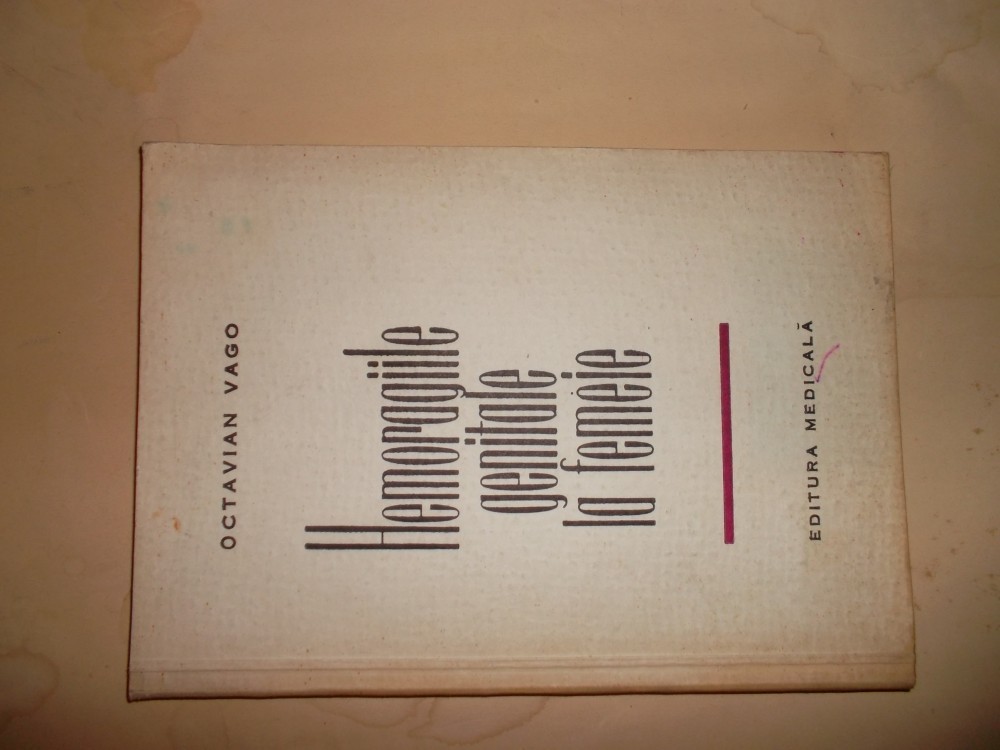 OCTAVIAN VAGO
Hemoragiile
genitale
la femeie
EDITURA MEDICALĂ